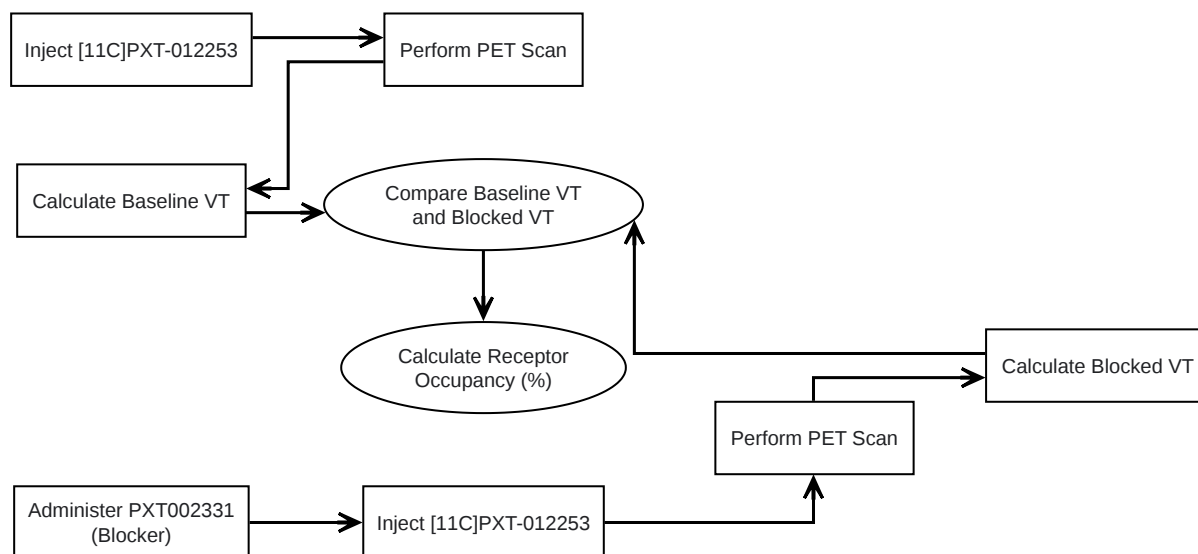 Inject [11C]PXT-012253
Perform PET Scan
Calculate Baseline VT
Compare Baseline VT
and Blocked VT
Calculate Receptor
Occupancy (%)
Calculate Blocked VT
Perform PET Scan
Administer PXT002331
(Blocker)
Inject [11C]PXT-012253